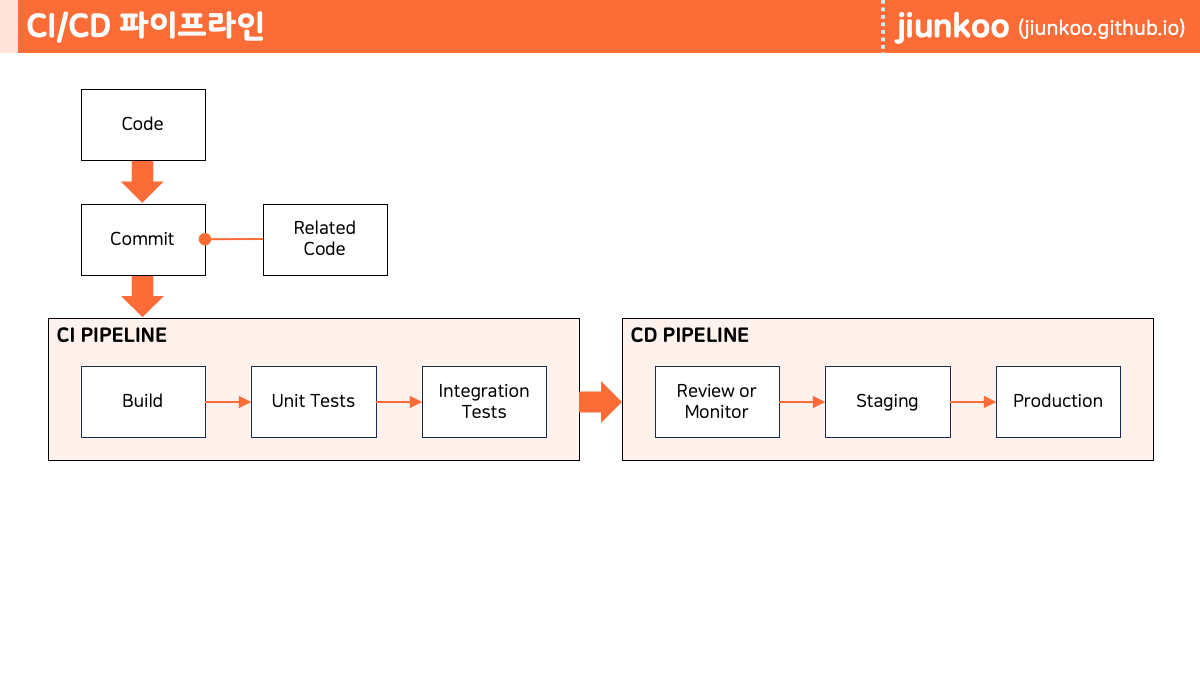 CI/CD 파이프라인
jiunkoo (jiunkoo.github.io)
Code
Commit
Related
Code
CI PIPELINE
Build
Unit Tests
Integration
Tests
CD PIPELINE
Review or
Monitor
Staging
Production